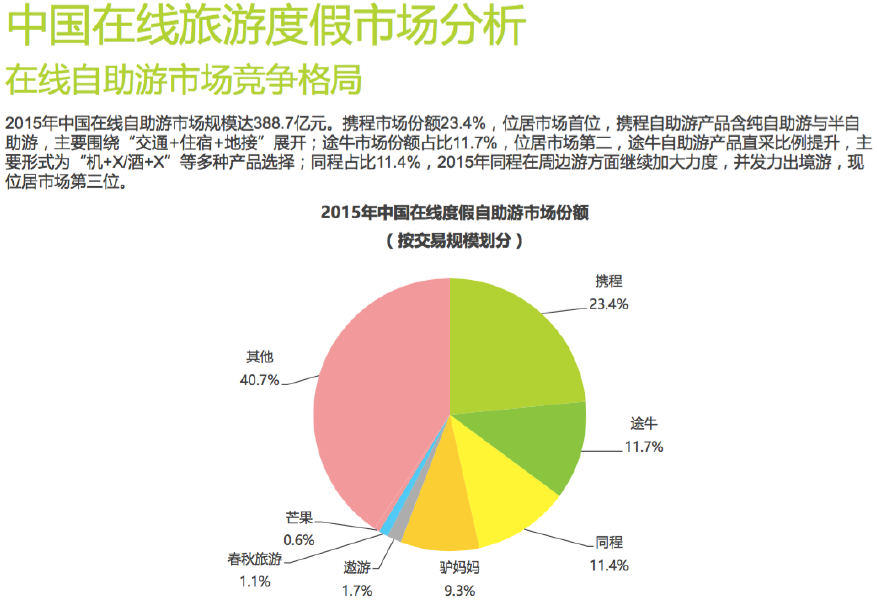 中国在线旅游度假市场分析
在线自助游市场竞争格局
2015年中国在线自助游市场规模达388.7亿元。携程市场份额23.4%，位居市场首位，携程自助游产品含纯自助游与半自
助游，主要围绕“交通+住宿+地接”展开；途牛市场份额占比11.7%，位居市场第二，途牛自助游产品直采比例提升，主
要形式为“机+X/酒+X”等多种产品选择；同程占比11.4%，2015年同程在周边游方面继续加大力度，并发力出境游，现
位居市场第三位。
2015年中国在线度假自助游市场份额
（按交易规模划分）
携程
23.4%
其他
40.7%
途牛
11.7%
芒果
0.6%
同程
11.4%
春秋旅游
1.1%
遨游
1.7%
驴妈妈
9.3%